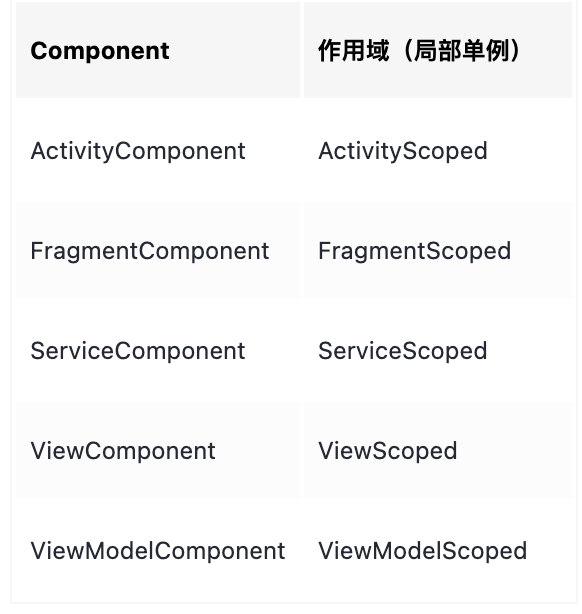 Component 作用域（局部单例）
ActivityComponent ActivityScoped
FragmentComponent FragmentScoped
ServiceComponent ServiceScoped
ViewComponent ViewScoped
ViewModelComponent ViewModelScoped